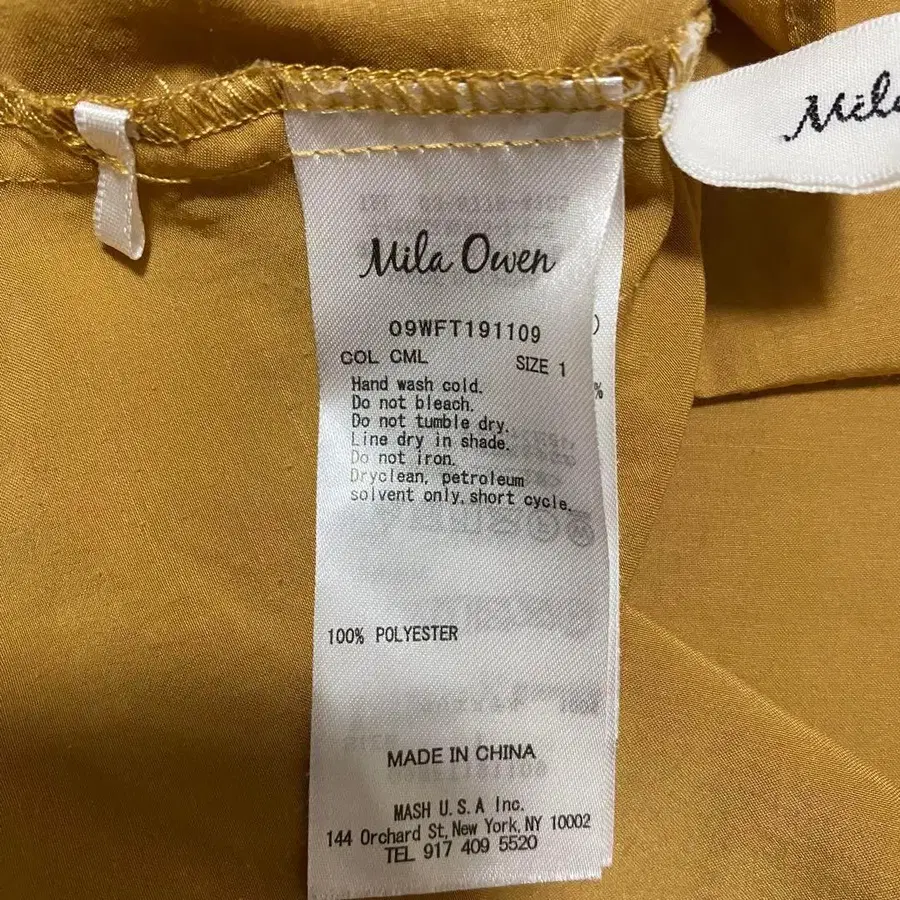 Mila Owen
09WFT191109
COL CML SIZE 1
Hand wash cold.
Do not bleach.
Do not tumble dry.
Line dry in shade.
Do not iron.
Dryclean, petroleum
solvent only, short cycle.
100% POLYESTER
MADE IN CHINA
MASH U.S.A Inc.
144 Orchard St, New York, NY 10002
TEL 917 409 5520